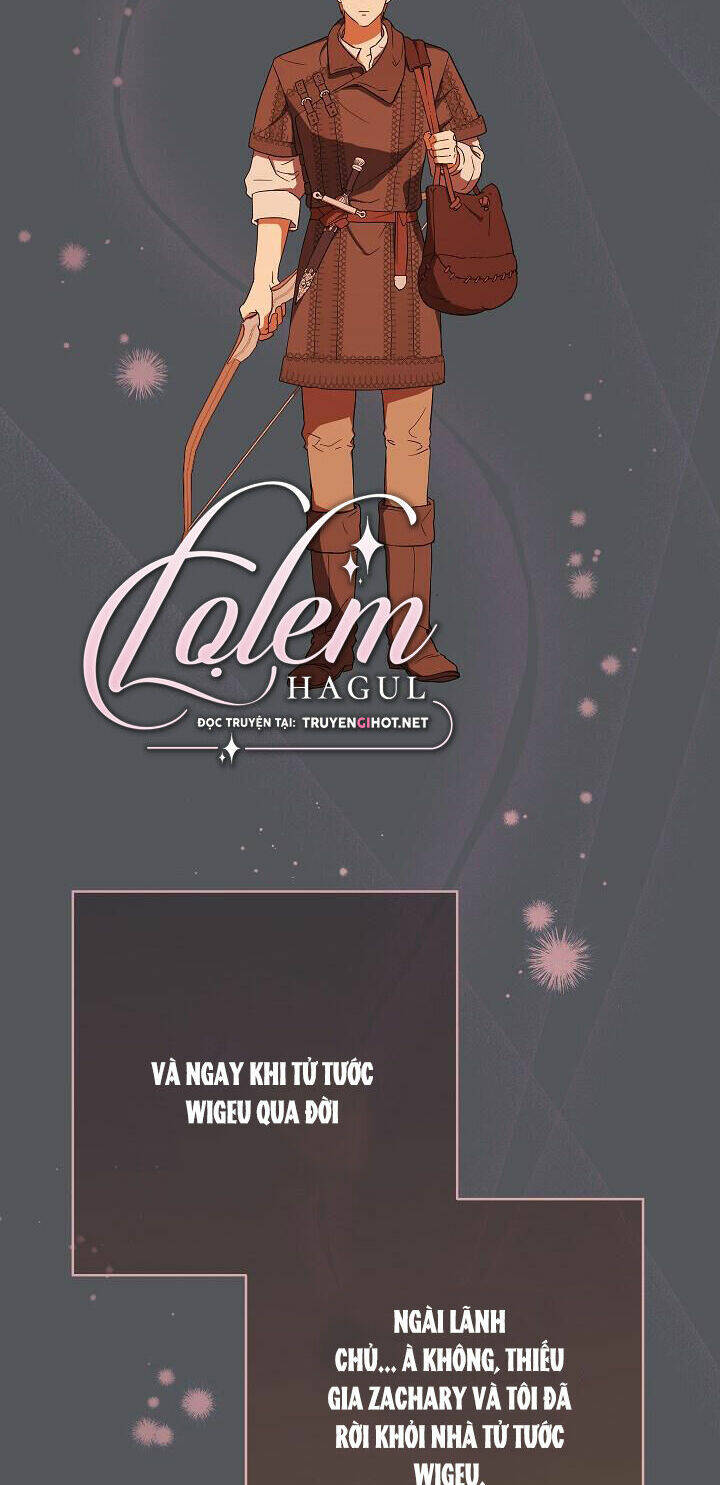 Lọlem
HAGUL
ĐỌC TRUYỆN TẠI: TRUYENGIHOT.NET
VÀ NGAY KHI TỬ TƯỚC
WIGEU QUA ĐỜI
NGÀI LÃNH
CHỦ... À KHÔNG, THIẾU
GIA ZACHARY VÀ TÔI ĐÃ
RỜI KHỎI NHÀ TỬ TƯỚC
WIGEU.